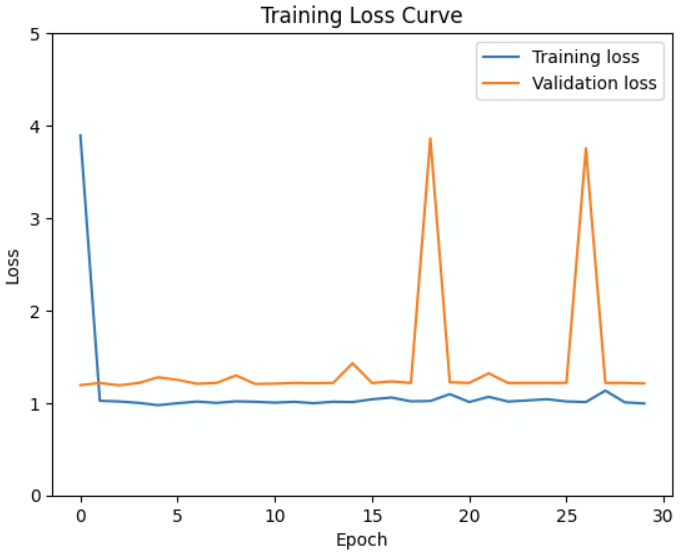 Training Loss Curve
Training loss
Validation loss
5
4
3
2
1
0
Loss
0 5 10 15 20 25 30
Epoch